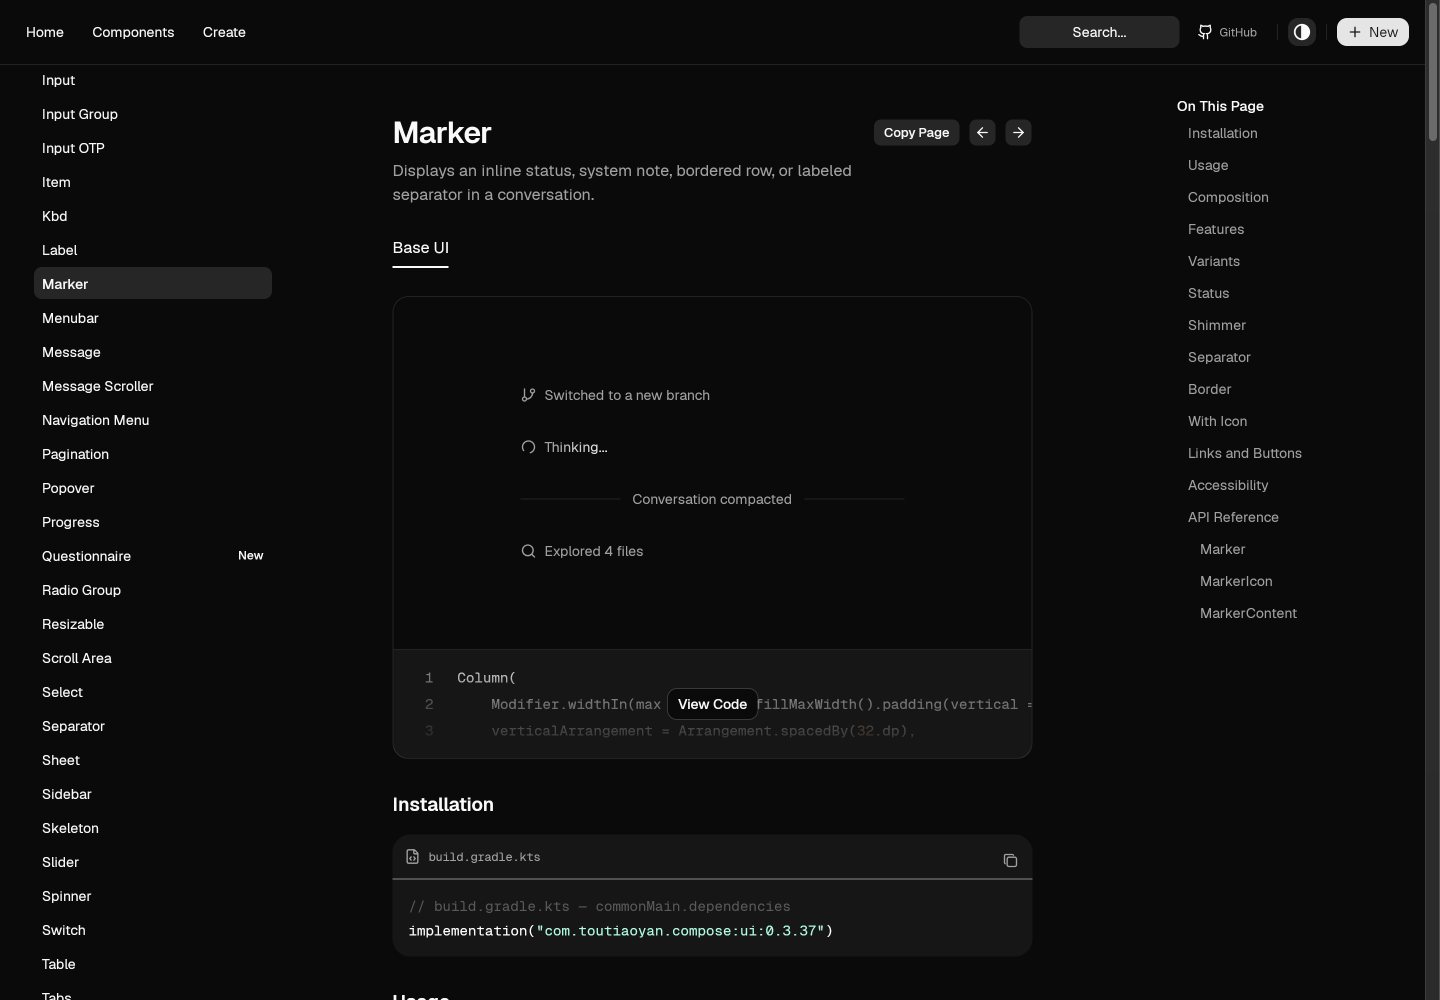 Home
Components
Create
Search...
GitHub
New
Input
Input Group
Input OTP
Item
Kbd
Label
Marker
Menubar
Message
Message Scroller
Navigation Menu
Pagination
Popover
Progress
Questionnaire
New
Radio Group
Resizable
Scroll Area
Select
Separator
Sheet
Sidebar
Skeleton
Slider
Spinner
Switch
Table
Tabs
Marker
Copy Page
Displays an inline status, system note, bordered row, or labeled
separator in a conversation.
Base UI
Switched to a new branch
Thinking...
Conversation compacted
Explored 4 files
1 Column(
2 Modifier.widthIn(max
View Code
fillMaxWidth().padding(vertical =
3 verticalArrangement = Arrangement.spacedBy(32.dp),
Installation
build.gradle.kts
// build.gradle.kts — commonMain.dependencies
implementation("com.toutiaoyan.compose:ui:0.3.37")
Usage
On This Page
Installation
Usage
Composition
Features
Variants
Status
Shimmer
Separator
Border
With Icon
Links and Buttons
Accessibility
API Reference
Marker
MarkerIcon
MarkerContent